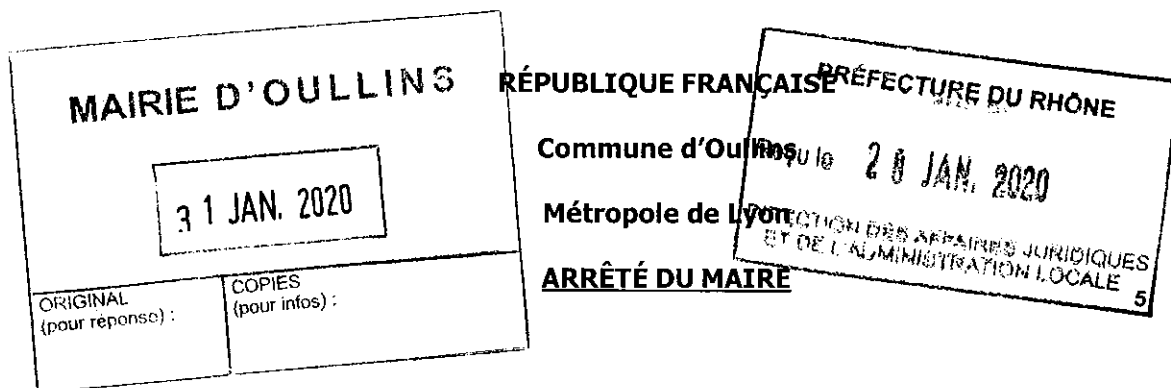 MAIRIE D'OULLINS
31 JAN. 2020
ORIGINAL
(pour réponse) :
COPIES
(pour infos) :
RÉPUBLIQUE FRANÇAISE
Commune d'Oullins
Métropole de Lyon
ARRÊTÉ DU MAIRE
PRÉFECTURE DU RHÔNE
Reçu le
JAN. 2020
DIRECTION DES AFFAIRES JURIDIQUES
ET DE L'ADMINISTRATION LOCALE
5